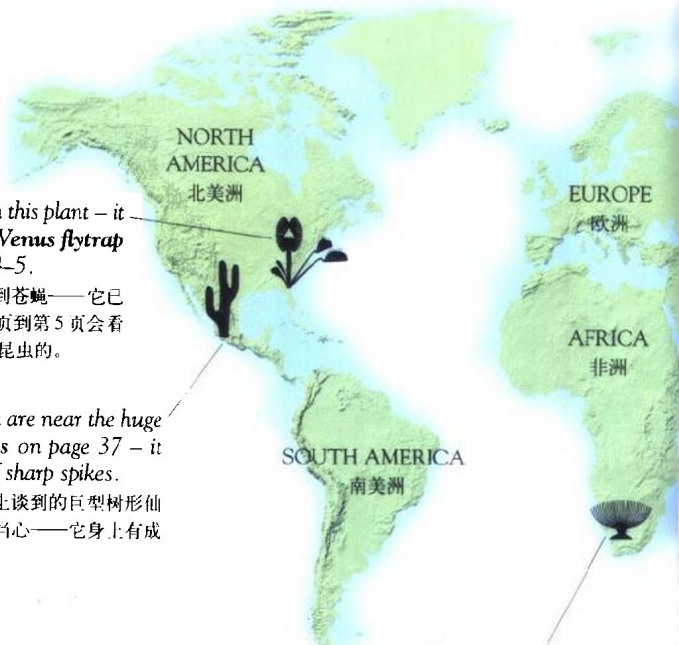 NORTH
AMERICA
北美洲
this plant – it
Venus flytrap
–5.
到苍蝇——它已
页到第 5 页会看
昆虫的。
are near the huge
s on page 37 – it
sharp spikes.
上谈到的巨型树形仙
当心——它身上有成
SOUTH AMERICA
南美洲
EUROPE
欧洲
AFRICA
非洲